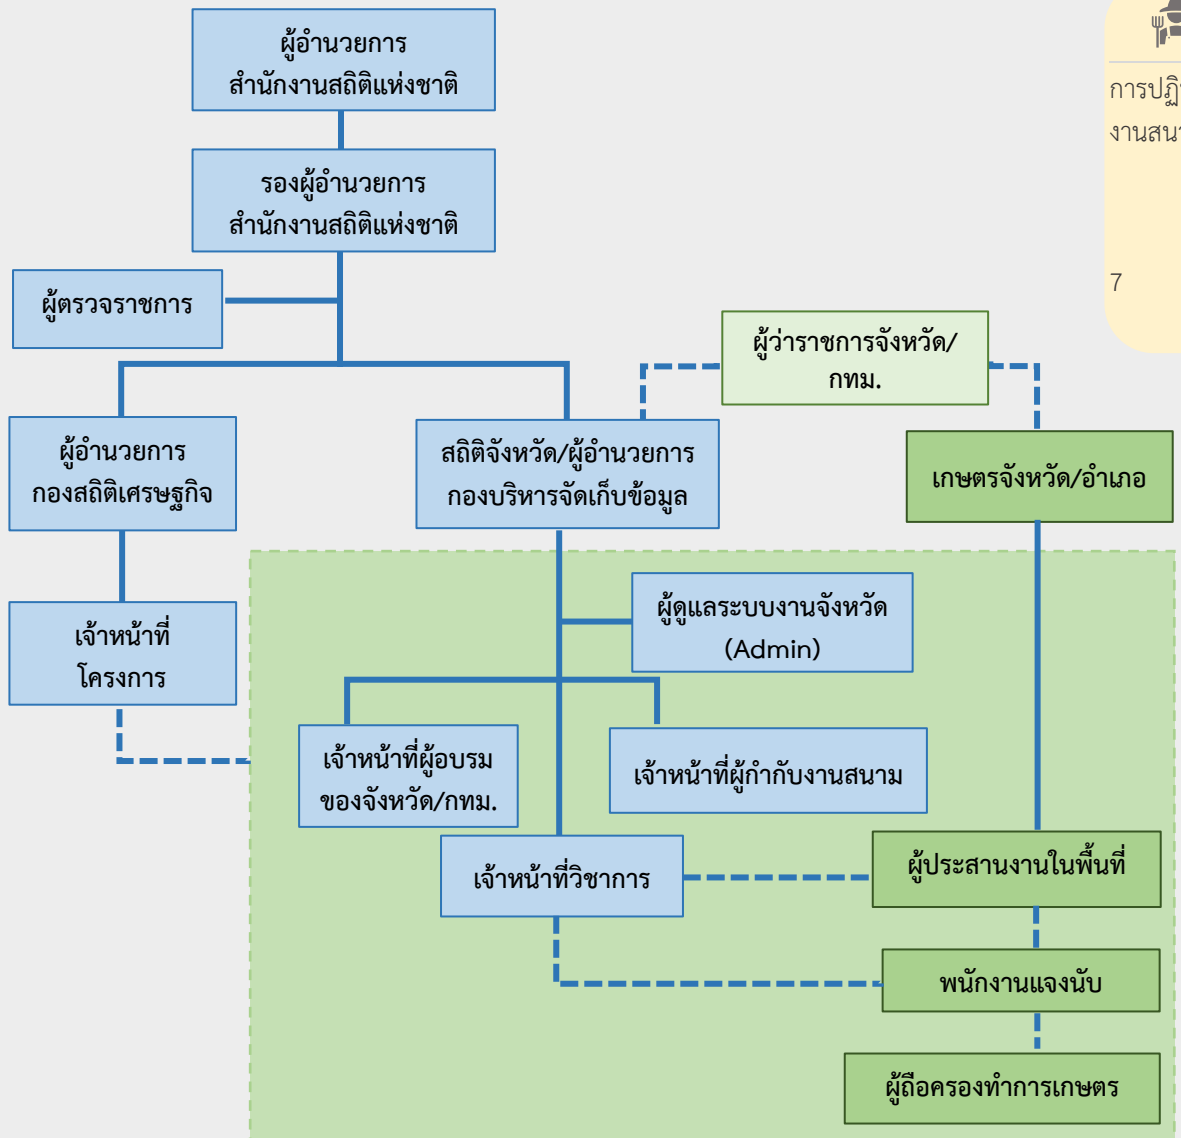 ผู้อำนวยการ
สำนักงานสถิติแห่งชาติ
รองผู้อำนวยการ
สำนักงานสถิติแห่งชาติ
ผู้ตรวจราชการ
ผู้ว่าราชการจังหวัด/
กทม.
ผู้อำนวยการ
กองสถิติเศรษฐกิจ
สถิติจังหวัด/ผู้อำนวยการ
กองบริหารจัดเก็บข้อมูล
เกษตรจังหวัด/อำเภอ
เจ้าหน้าที่
โครงการ
ผู้ดูแลระบบงานจังหวัด
(Admin)
เจ้าหน้าที่ผู้อบรม
ของจังหวัด/กทม.
เจ้าหน้าที่ผู้กำกับงานสนาม
เจ้าหน้าที่วิชาการ
ผู้ประสานงานในพื้นที่
พนักงานแจงนับ
ผู้ถือครองทำการเกษตร
7